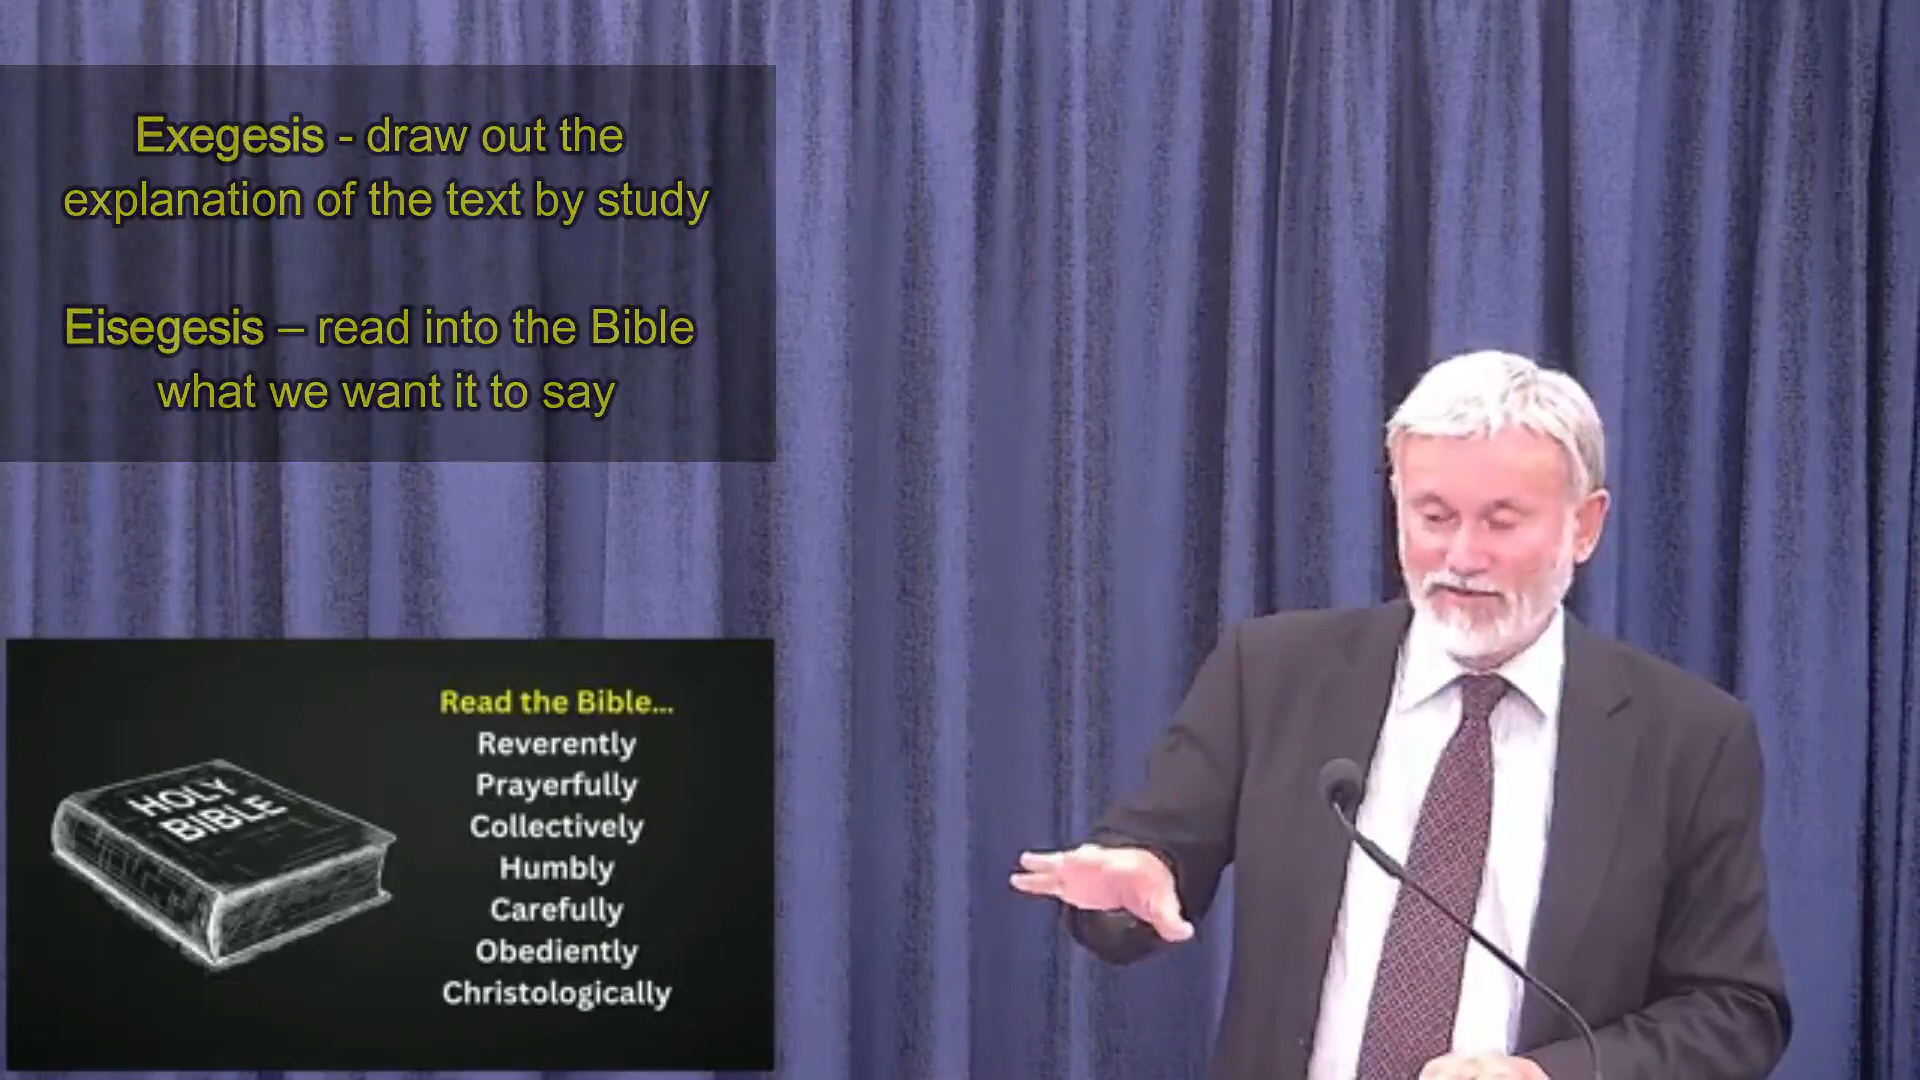 Exegesis - draw out the
explanation of the text by study
Eisegesis – read into the Bible
what we want it to say
HOLY
BIBLE
Read the Bible...
Reverently
Prayerfully
Collectively
Humbly
Carefully
Obediently
Christologically